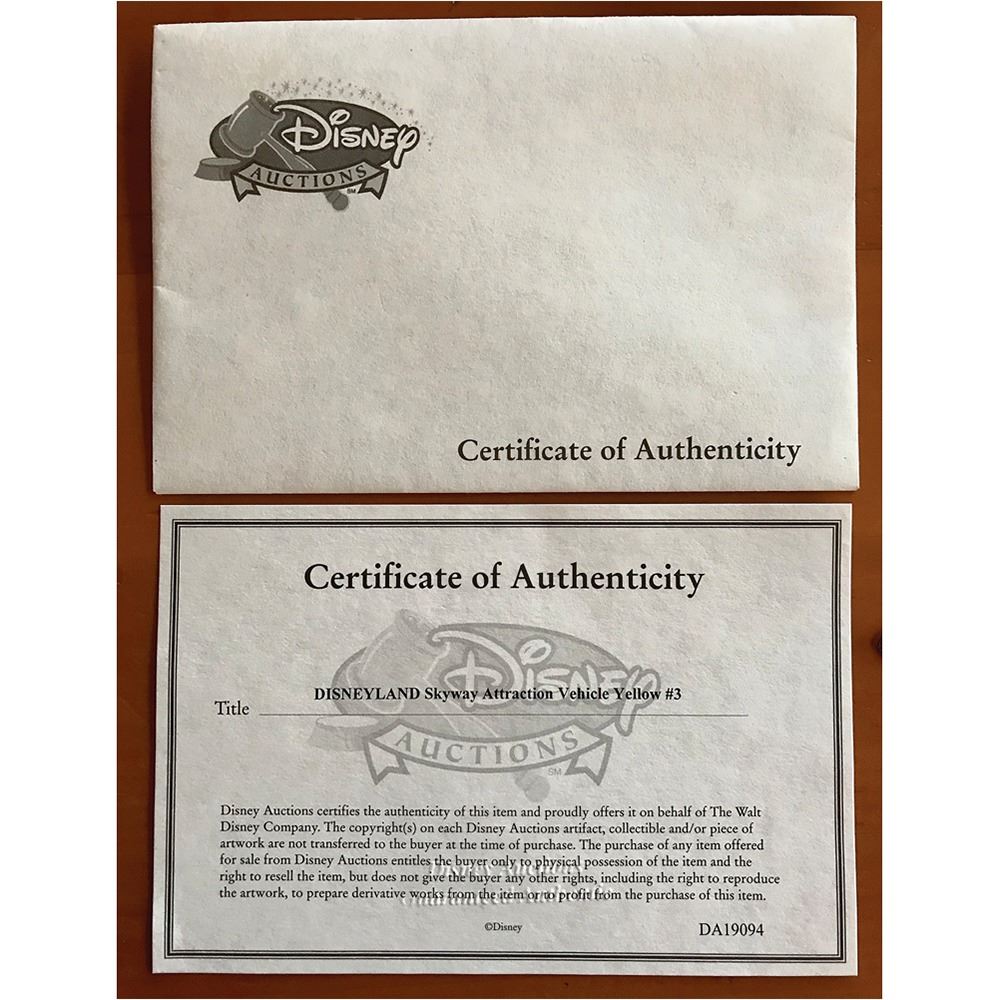 Disney
AUCTIONS
SM
Certificate of Authenticity
Certificate of Authenticity
Disney
DISNEYLAND Skyway Attraction Vehicle Yellow #3
Title
AUCTIONS
SM
Disney Auctions certifies the authenticity of this item and proudly offers it on behalf of The Walt
Disney Company. The copyright(s) on each Disney Auctions artifact, collectible and/or piece of
artwork are not transferred to the buyer at the time of purchase. The purchase of any item offered
for sale from Disney Auctions entitles the buyer only to physical possession of the item and the
right to resell the item, but does not give the buyer any other rights, including the right to reproduce
the artwork, to prepare derivative works from the item or to profit from the purchase of this item.
©Disney
DA19094